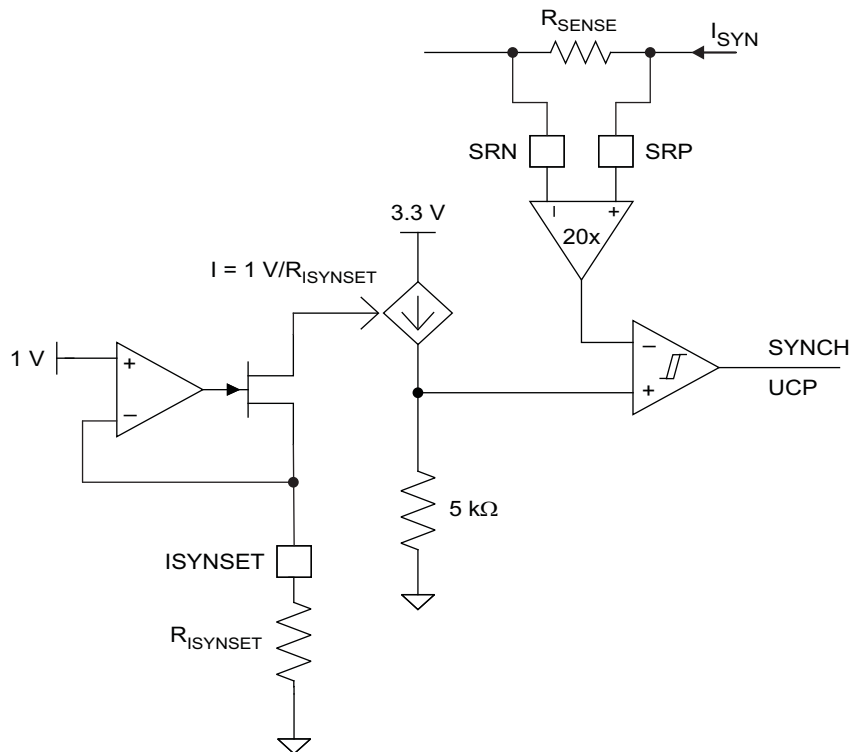 R_SENSE
I_SYN
SRN
SRP
− +
20x
3.3 V
I = 1 V/R_ISYNSET
1 V
+
−
−
+
SYNCH
UCP
5 kΩ
ISYNSET
R_ISYNSET